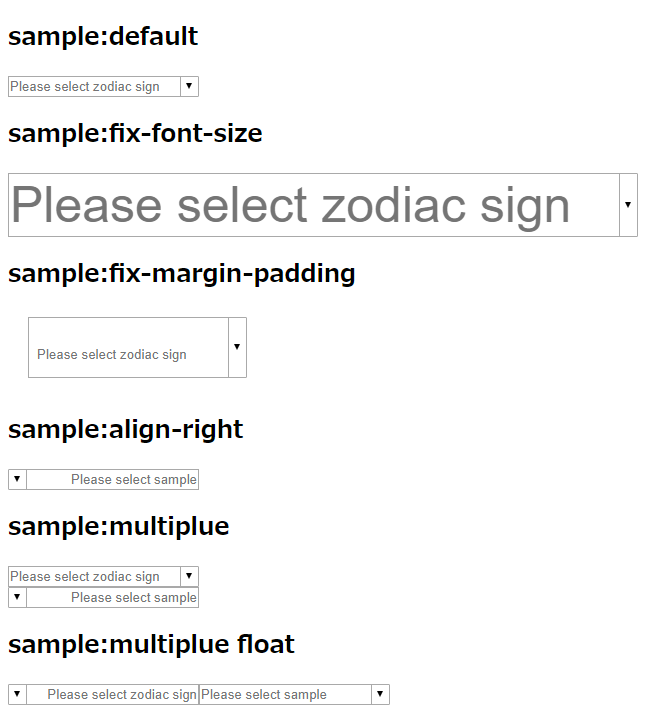 sample:default
Please select zodiac sign ▼
sample:fix-font-size
Please select zodiac sign ▼
sample:fix-margin-padding
Please select zodiac sign ▼
sample:align-right
▼ Please select sample
sample:multiplue
Please select zodiac sign ▼
▼ Please select sample
sample:multiplue float
▼ Please select zodiac sign Please select sample ▼